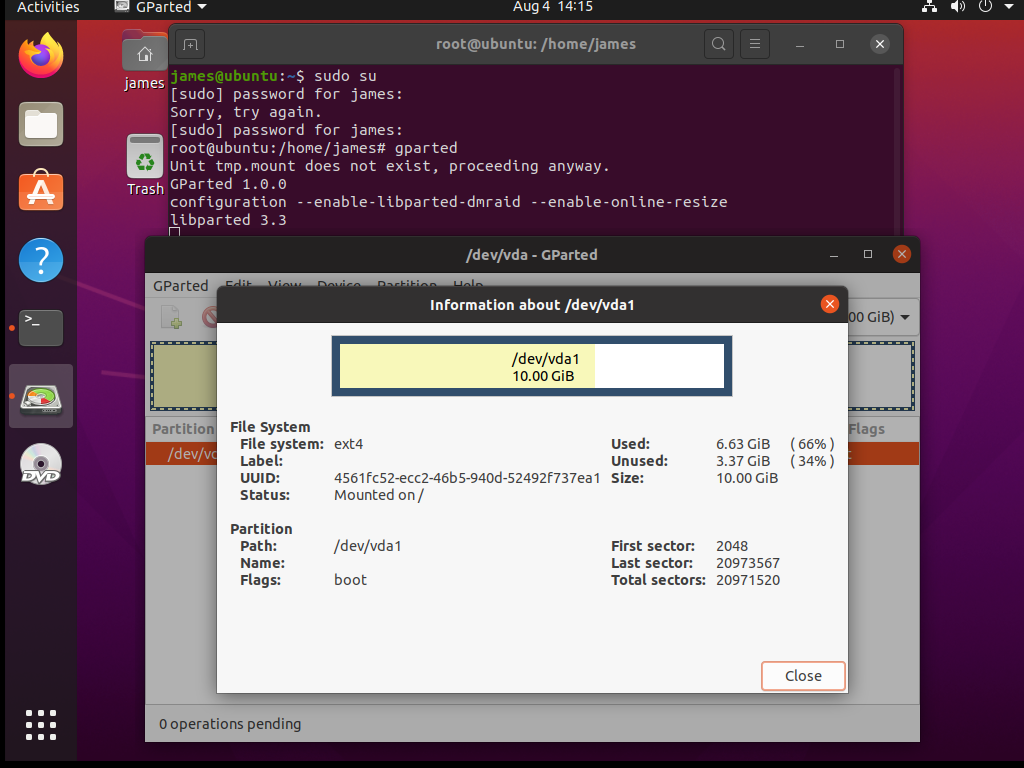 Activities
GParted
Aug 4 14:15
root@ubuntu: /home/james
james
Trash
james@ubuntu:~$ sudo su
[sudo] password for james:
Sorry, try again.
[sudo] password for james:
root@ubuntu:/home/james# gparted
Unit tmp.mount does not exist, proceeding anyway.
GParted 1.0.0
configuration --enable-libparted-dmraid --enable-online-resize
libparted 3.3
>_
?
DVD
/dev/vda - GParted
GParted Edit View Device Partition Help
00 GiB)
Partition
Flags
/dev/vd
Information about /dev/vda1
/dev/vda1
10.00 GiB
File System
File system: ext4 Used: 6.63 GiB ( 66% )
Label: Unused: 3.37 GiB ( 34% )
UUID: 4561fc52-ecc2-46b5-940d-52492f737ea1 Size: 10.00 GiB
Status: Mounted on /
Partition
Path: /dev/vda1 First sector: 2048
Name: Last sector: 20973567
Flags: boot Total sectors: 20971520
Close
0 operations pending